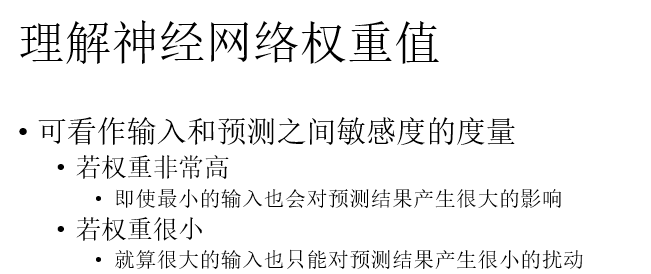 理解神经网络权重值
• 可看作输入和预测之间敏感度的度量
• 若权重非常高
• 即使最小的输入也会对预测结果产生很大的影响
• 若权重很小
• 就算很大的输入也只能对预测结果产生很小的扰动